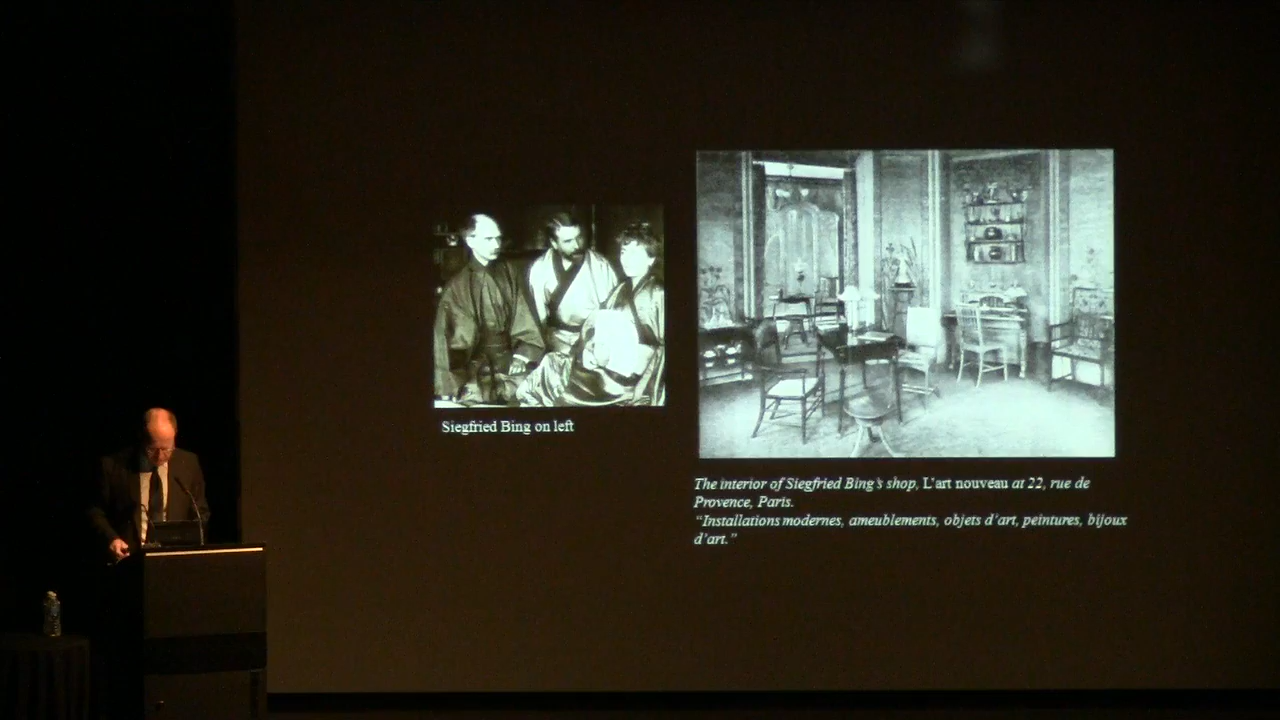 Siegfried Bing on left
The interior of Siegfried Bing's shop, L'art nouveau at 22, rue de
Provence, Paris.
“Installations modernes, ameublements, objets d'art, peintures, bijoux
d'art.”